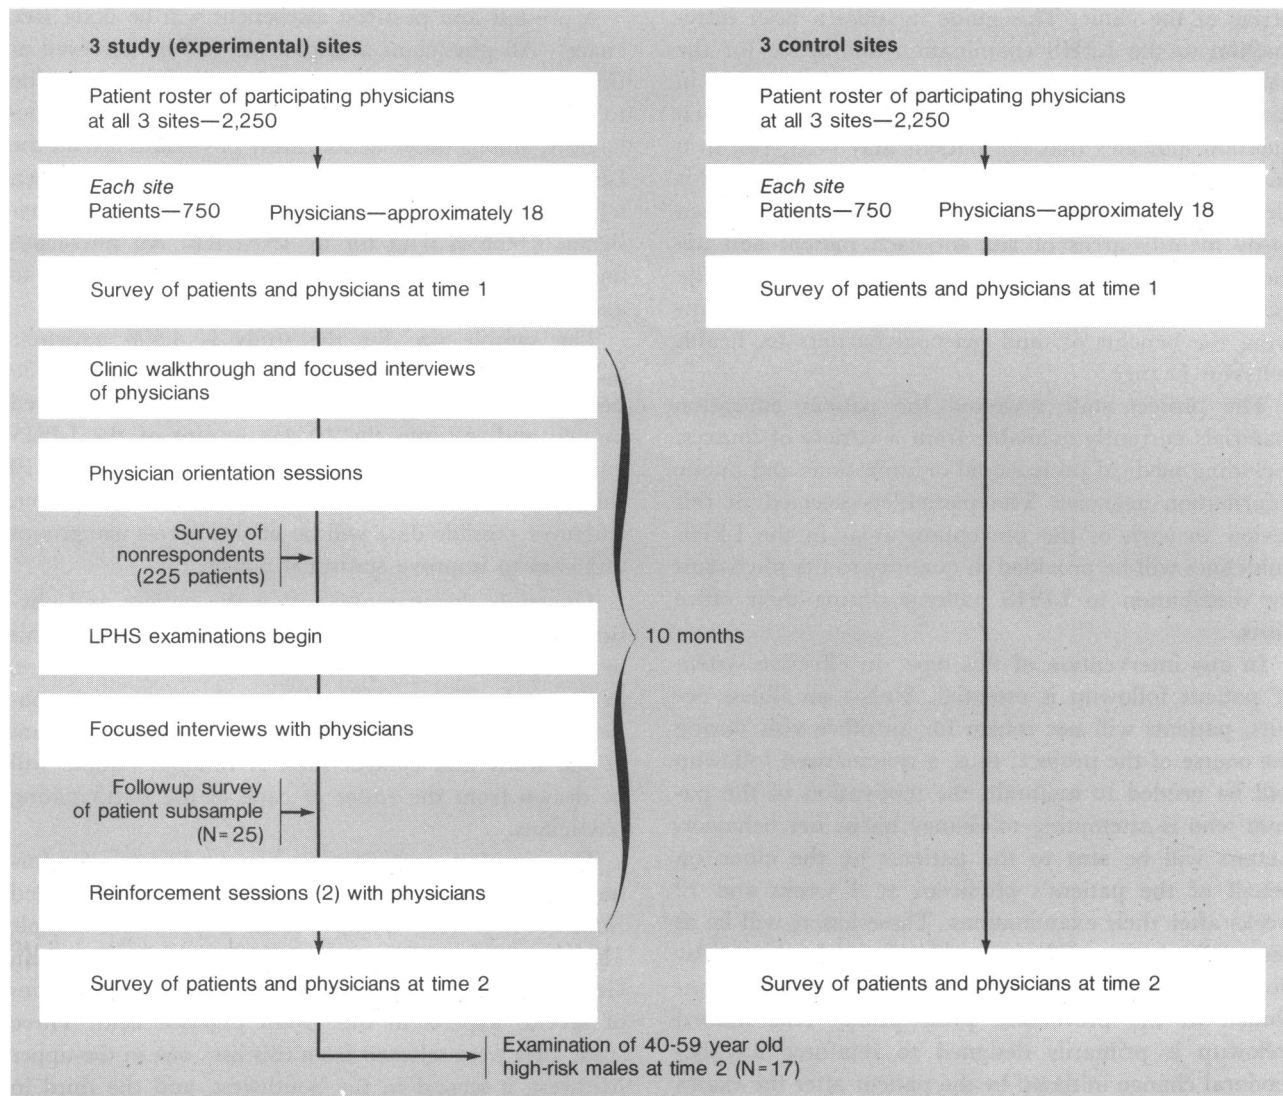 3 study (experimental) sites
Patient roster of participating physicians
at all 3 sites—2,250
Each site
Patients—750 Physicians—approximately 18
Survey of patients and physicians at time 1
Clinic walkthrough and focused interviews
of physicians
Physician orientation sessions
Survey of
nonrespondents
(225 patients)
LPHS examinations begin
10 months
Focused interviews with physicians
Followup survey
of patient subsample
(N=25)
Reinforcement sessions (2) with physicians
Survey of patients and physicians at time 2
Examination of 40-59 year old
high-risk males at time 2 (N=17)
3 control sites
Patient roster of participating physicians
at all 3 sites—2,250
Each site
Patients—750 Physicians—approximately 18
Survey of patients and physicians at time 1
Survey of patients and physicians at time 2